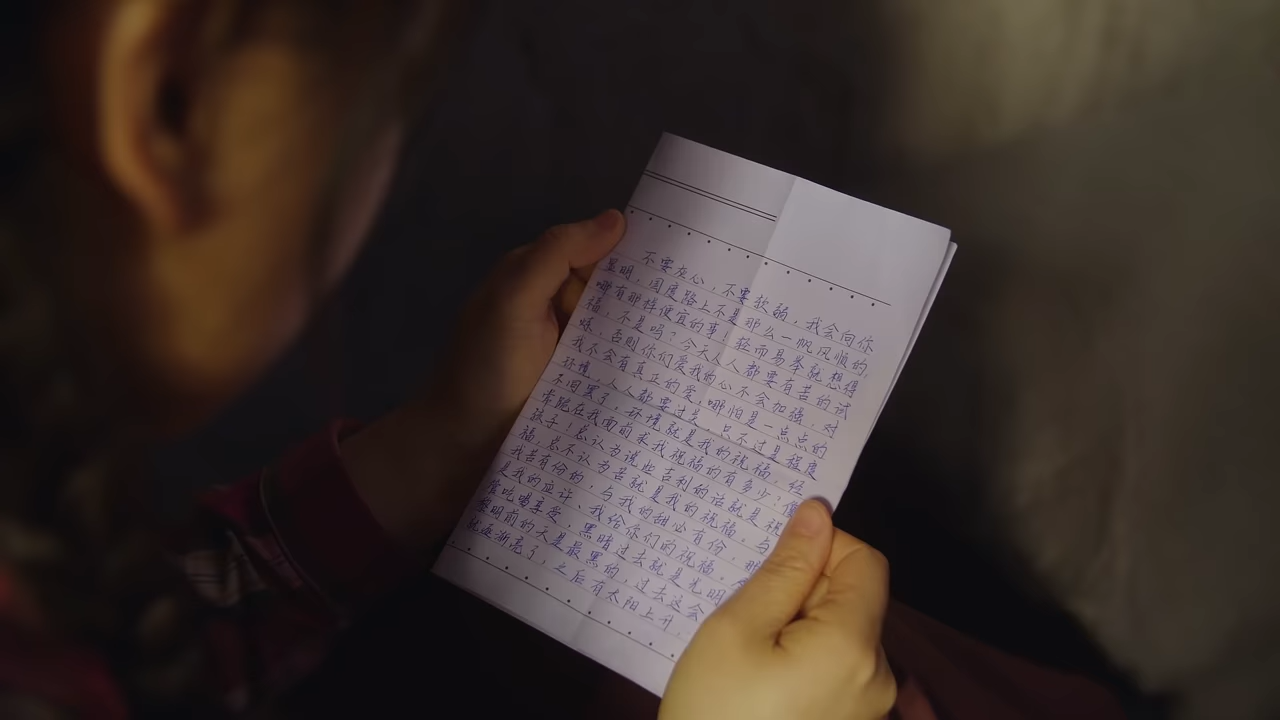 不要灰心,不要软弱,我会向你
显明,国度路上不是那么一帆风顺的,
哪有那样便宜的事!轻而易举就想得
福,不是吗?今天人人都要有苦的试
炼,否则你们爱我的心不会加强,对
我不会有真正的爱,哪怕是一点点的
环境,人人都要过关,只不过是程度
不同罢了。环境就是我的祝福,经
常跪在我面前求我祝福的有多少?傻
孩子!总认为说些吉利的话就是祝
福,总不认为苦就是我的祝福。与
我苦有份的,与我的甜必有份,那
是我的应许、我给你们的祝福。
管吃喝享受,黑暗过去就是光明
黎明前的天是最黑的,过去这会
就逐渐亮了,之后有太阳上升。